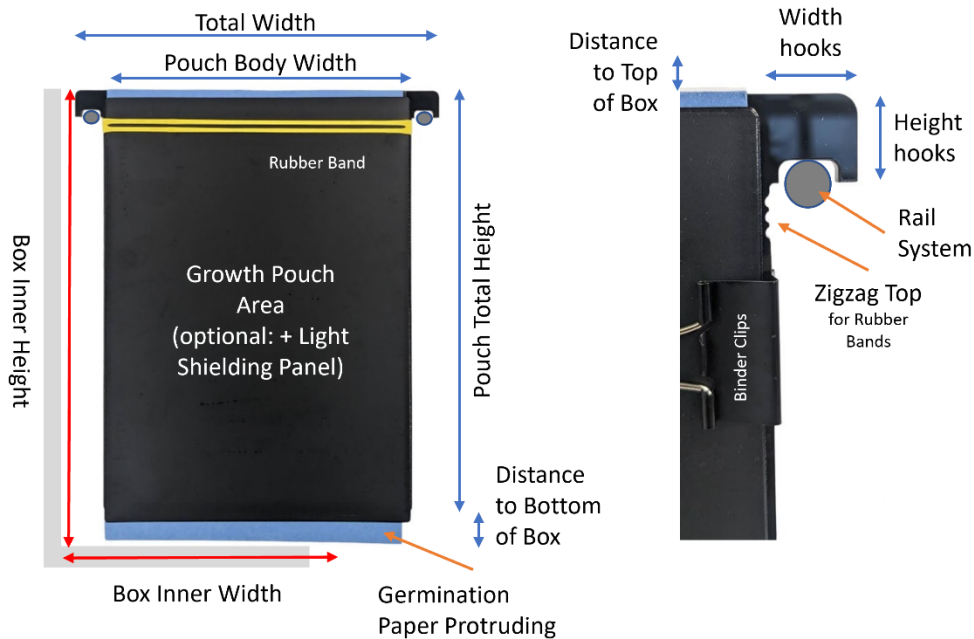 Total Width
Pouch Body Width
Rubber Band
Growth Pouch
Area
(optional: + Light
Shielding Panel)
Box Inner Height
Pouch Total Height
Distance
to Bottom
of Box
Box Inner Width
Germination
Paper Protruding
Distance
to Top
of Box
Width
hooks
Height
hooks
Rail
System
Zigzag Top
for Rubber
Bands
Binder Clips